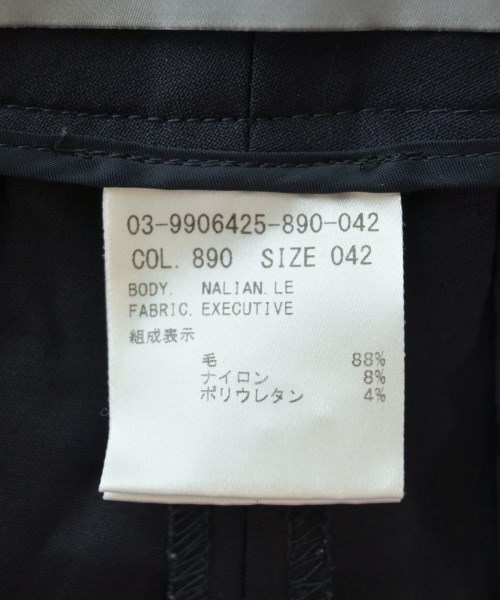 03-9906425-890-042
COL. 890 SIZE 042
BODY. NALIAN. LE
FABRIC. EXECUTIVE
組成表示
毛 88%
ナイロン 8%
ポリウレタン 4%